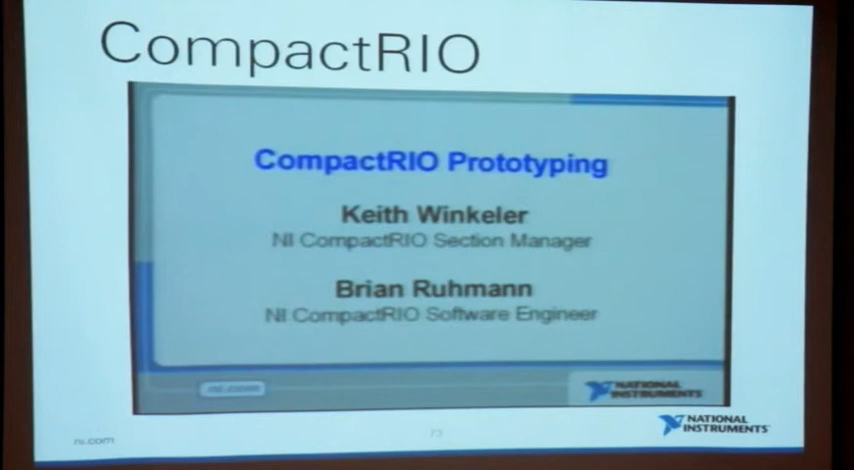 CompactRIO
CompactRIO Prototyping
Keith Winkeler
NI CompactRIO Section Manager
Brian Ruhmann
NI CompactRIO Software Engineer
ni.com
NATIONAL
INSTRUMENTS
ni.com
73
NATIONAL
INSTRUMENTS